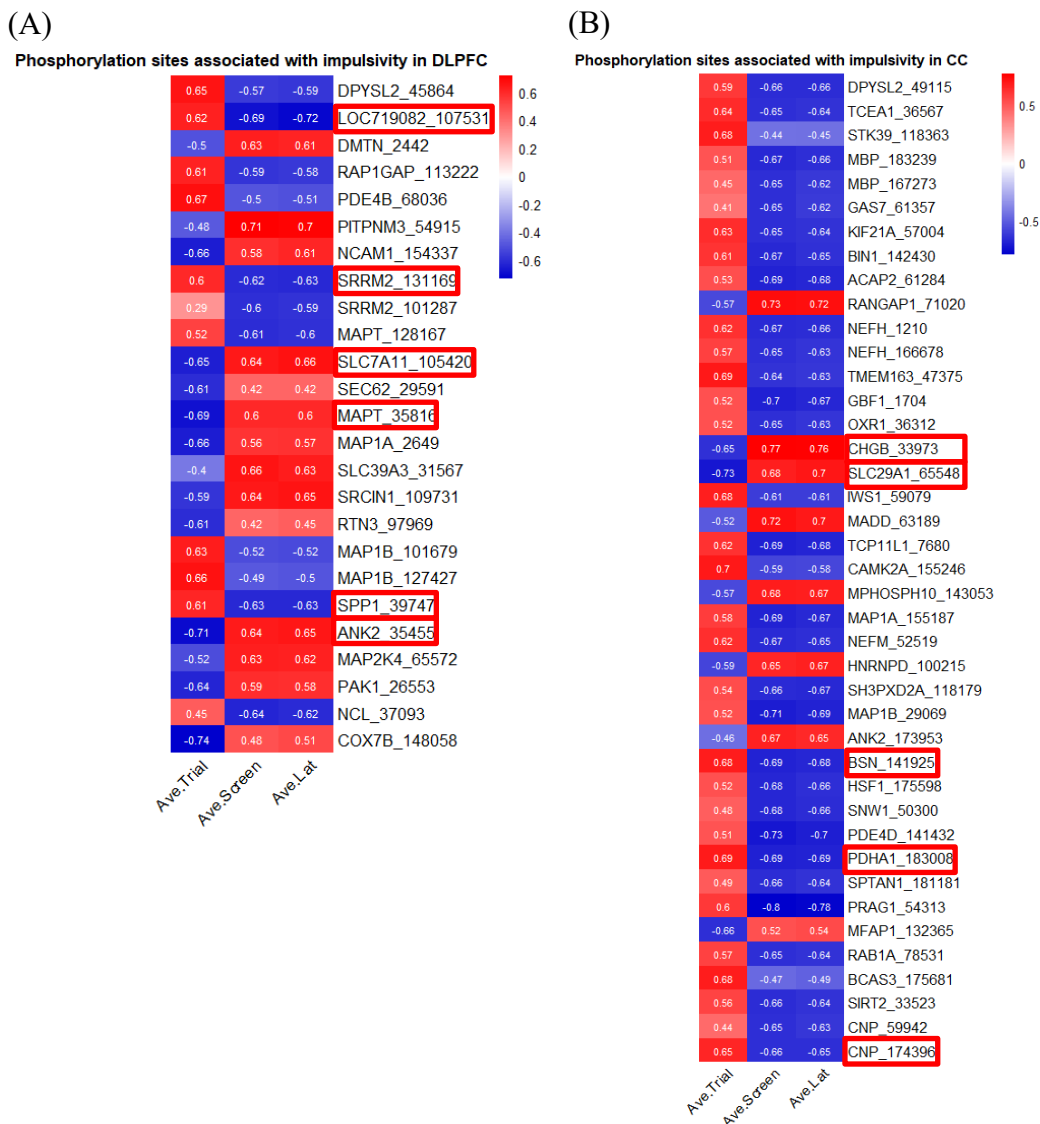 (A)
Phosphorylation sites associated with impulsivity in DLPFC
0.65 -0.57 -0.59 DPYSL2_45864
0.62 -0.69 -0.72 LOC719082_107531
-0.5 0.63 0.61 DMTN_2442
0.61 -0.59 -0.58 RAP1GAP_113222
0.67 -0.5 -0.51 PDE4B_68036
-0.48 0.71 0.7 PITPNM3_54915
-0.66 0.58 0.61 NCAM1_154337
0.6 -0.62 -0.63 SRRM2_131169
0.29 -0.6 -0.59 SRRM2_101287
0.52 -0.61 -0.6 MAPT_128167
-0.65 0.64 0.66 SLC7A11_105420
-0.61 0.42 0.42 SEC62_29591
-0.69 0.6 0.6 MAPT_35816
-0.66 0.56 0.57 MAP1A_2649
-0.4 0.66 0.63 SLC39A3_31567
-0.59 0.64 0.65 SRCIN1_109731
-0.61 0.42 0.45 RTN3_97969
0.63 -0.52 -0.52 MAP1B_101679
0.66 -0.49 -0.5 MAP1B_127427
0.61 -0.63 -0.63 SPP1_39747
-0.71 0.64 0.65 ANK2_35455
-0.52 0.63 0.62 MAP2K4_65572
-0.64 0.59 0.58 PAK1_26553
0.45 -0.64 -0.62 NCL_37093
-0.74 0.48 0.51 COX7B_148058
Ave.Trial Ave.Screen Ave.Lat
0.6
0.4
0.2
0
-0.2
-0.4
-0.6
(B)
Phosphorylation sites associated with impulsivity in CC
0.59 -0.66 -0.66 DPYSL2_49115
0.64 -0.65 -0.64 TCEA1_36567
0.68 -0.44 -0.45 STK39_118363
0.51 -0.67 -0.66 MBP_183239
0.45 -0.65 -0.62 MBP_167273
0.41 -0.65 -0.62 GAS7_61357
0.63 -0.65 -0.64 KIF21A_57004
0.61 -0.67 -0.65 BIN1_142430
0.53 -0.69 -0.68 ACAP2_61284
-0.57 0.73 0.72 RANGAP1_71020
0.62 -0.67 -0.66 NEFH_1210
0.57 -0.65 -0.63 NEFH_166678
0.69 -0.64 -0.63 TMEM163_47375
0.52 -0.7 -0.67 GBF1_1704
0.52 -0.65 -0.63 OXR1_36312
-0.65 0.77 0.76 CHGB_33973
-0.73 0.68 0.7 SLC29A1_65548
0.68 -0.61 -0.61 IWS1_59079
-0.52 0.72 0.7 MADD_63189
0.62 -0.69 -0.68 TCP11L1_7680
0.7 -0.59 -0.58 CAMK2A_155246
-0.57 0.68 0.67 MPHOSPH10_143053
0.58 -0.69 -0.67 MAP1A_155187
0.62 -0.67 -0.65 NEFM_52519
-0.59 0.65 0.67 HNRNPD_100215
0.54 -0.66 -0.67 SH3PXD2A_118179
0.52 -0.71 -0.69 MAP1B_29069
-0.46 0.67 0.65 ANK2_173953
0.68 -0.69 -0.68 BSN_141925
0.52 -0.68 -0.66 HSF1_175598
0.48 -0.68 -0.66 SNW1_50300
0.51 -0.73 -0.7 PDE4D_141432
0.69 -0.69 -0.69 PDHA1_183008
0.49 -0.66 -0.64 SPTAN1_181181
0.6 -0.8 -0.78 PRAG1_54313
-0.66 0.52 0.54 MFAP1_132365
0.57 -0.65 -0.64 RAB1A_78531
0.68 -0.47 -0.49 BCAS3_175681
0.56 -0.66 -0.64 SIRT2_33523
0.44 -0.65 -0.63 CNP_59942
0.65 -0.66 -0.65 CNP_174396
Ave.Trial Ave.Screen Ave.Lat
0.5
0
-0.5